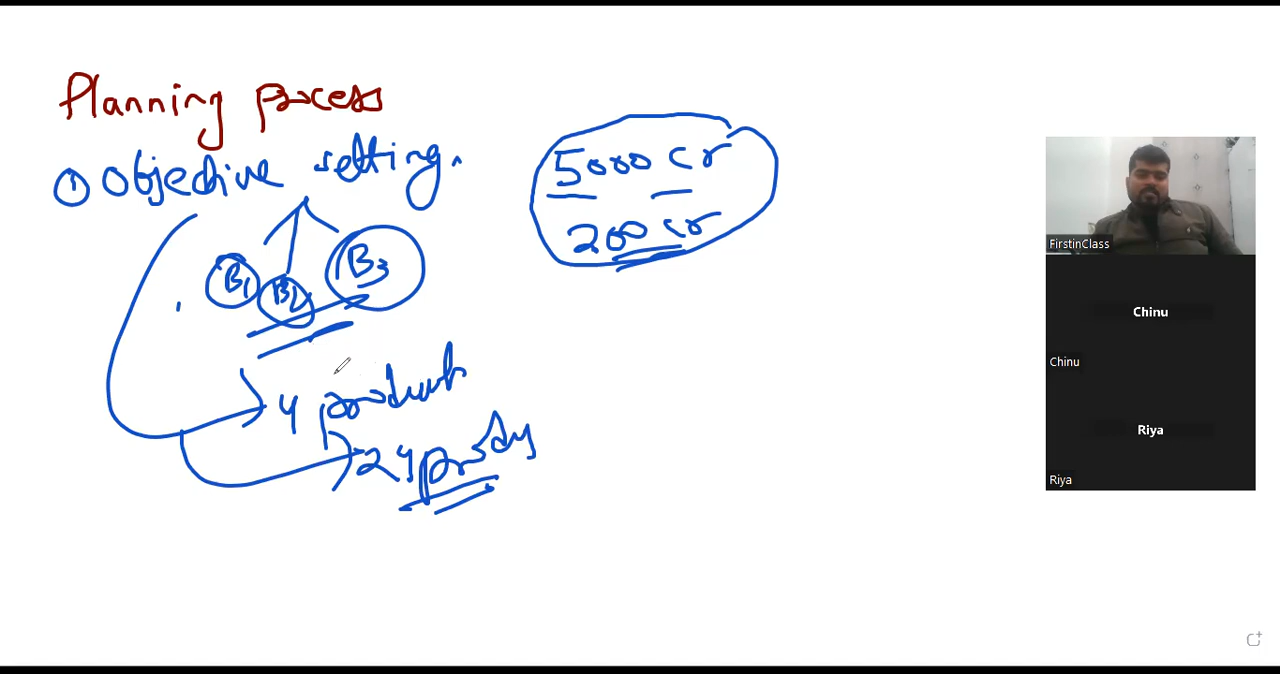 Planning process
① Objective setting.
5000 cr
200 cr
B1 B2 B3
4 product
24 prods
FirstinClass
Chinu
Chinu
Riya
Riya